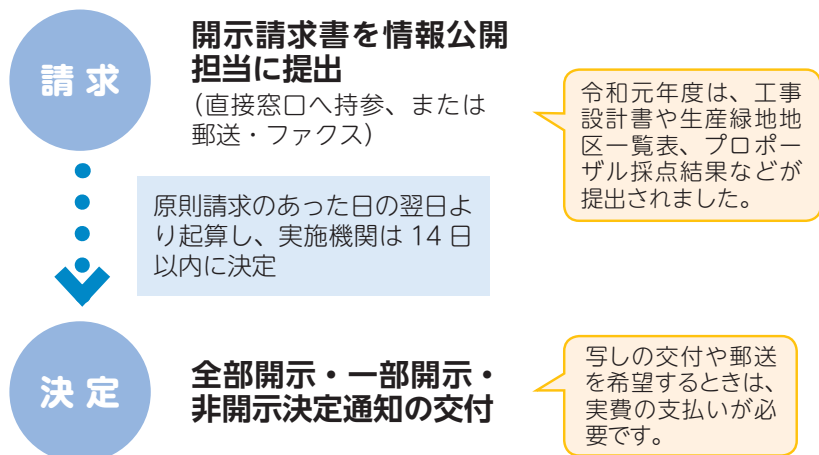 請求
開示請求書を情報公開
担当に提出
(直接窓口へ持参、または
郵送・ファクス)
令和元年度は、工事
設計書や生産緑地地
区一覧表、プロポー
ザル採点結果などが
提出されました。
原則請求のあった日の翌日よ
り起算し、実施機関は 14 日
以内に決定
決定
全部開示・一部開示・
非開示決定通知の交付
写しの交付や郵送
を希望するときは、
実費の支払いが必
要です。